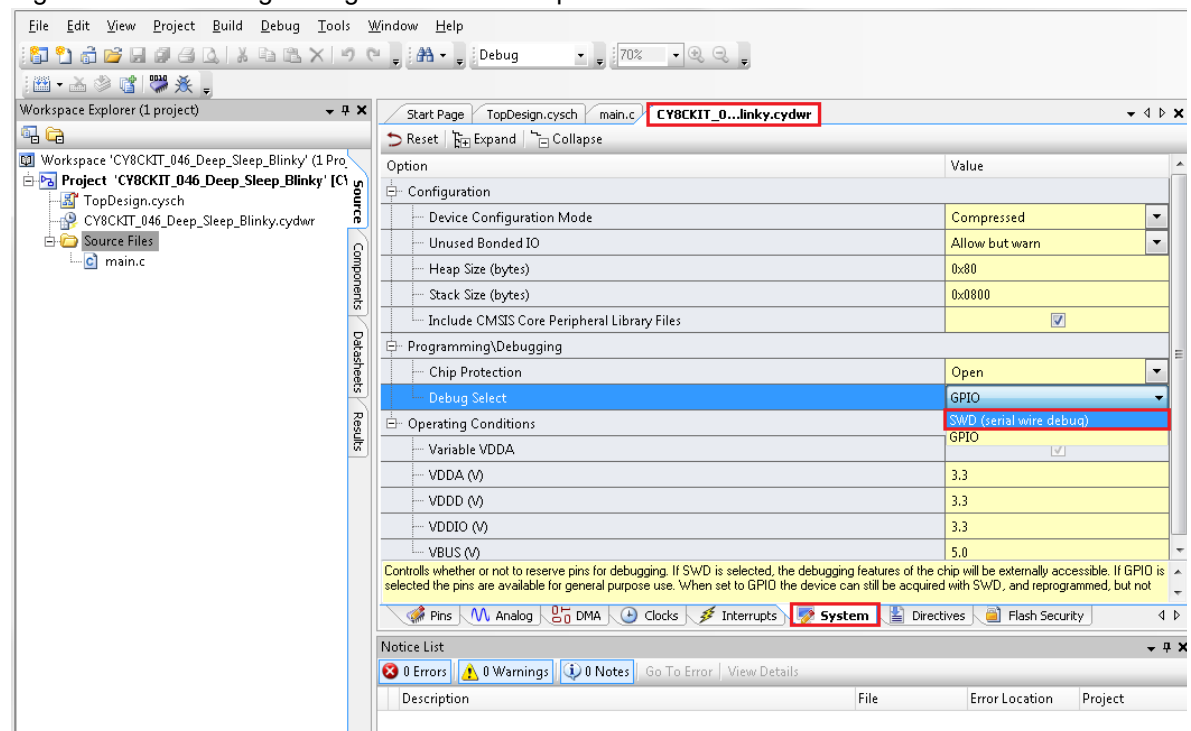 File Edit View Project Build Debug Tools Window Help
Debug 70%
Workspace Explorer (1 project)
Start Page TopDesign.cysch main.c CY8CKIT_0...linky.cydwr
Reset Expand Collapse
Workspace 'CY8CKIT_046_Deep_Sleep_Blinky' (1 Pro
Project 'CY8CKIT_046_Deep_Sleep_Blinky' [CY
TopDesign.cysch
CY8CKIT_046_Deep_Sleep_Blinky.cydwr
Source Files
main.c
Source
Components
Datasheets
Results
Option Value
Configuration
Device Configuration Mode Compressed
Unused Bonded IO Allow but warn
Heap Size (bytes) 0x80
Stack Size (bytes) 0x0800
Include CMSIS Core Peripheral Library Files
Programming\Debugging
Chip Protection Open
Debug Select GPIO
SWD (serial wire debug)
GPIO
Operating Conditions
Variable VDDA
VDDA (V) 3.3
VDDD (V) 3.3
VDDIO (V) 3.3
VBUS (V) 5.0
Controlls whether or not to reserve pins for debugging. If SWD is selected, the debugging features of the chip will be externally accessible. If GPIO is
selected the pins are available for general purpose use. When set to GPIO the device can still be acquired with SWD, and reprogrammed, but not
Pins Analog DMA Clocks Interrupts System Directives Flash Security
Notice List
0 Errors 0 Warnings 0 Notes Go To Error View Details
Description File Error Location Project